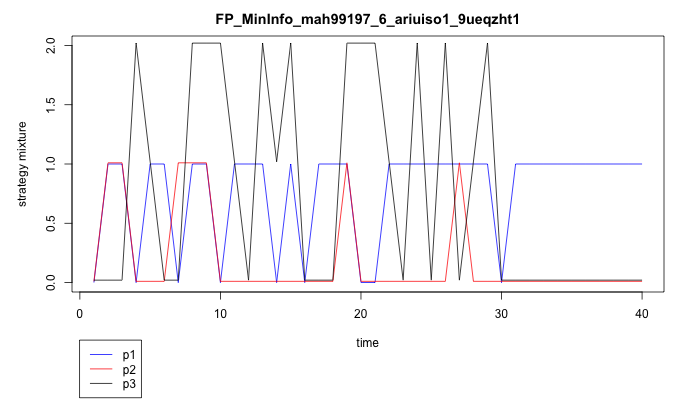 FP_MinInfo_mah99197_6_ariuiso1_9ueqzht1
2.0
1.5
1.0
0.5
0.0
strategy mixture
0 10 20 30 40
time
p1
p2
p3